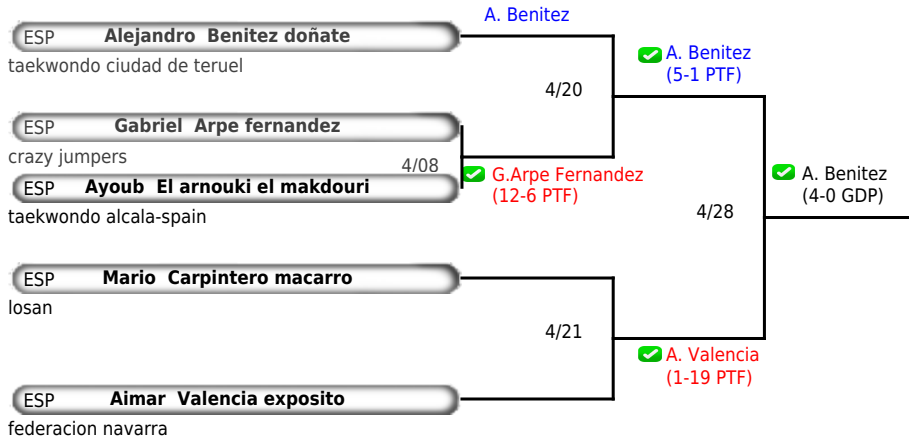 A. Benitez
ESP Alejandro Benitez doñate
taekwondo ciudad de teruel
A. Benitez
(5-1 PTF)
4/20
ESP Gabriel Arpe fernandez
crazy jumpers
4/08
G.Arpe Fernandez
(12-6 PTF)
ESP Ayoub El arnouki el makdouri
taekwondo alcala-spain
A. Benitez
(4-0 GDP)
4/28
ESP Mario Carpintero macarro
losan
4/21
A. Valencia
(1-19 PTF)
ESP Aimar Valencia exposito
federacion navarra